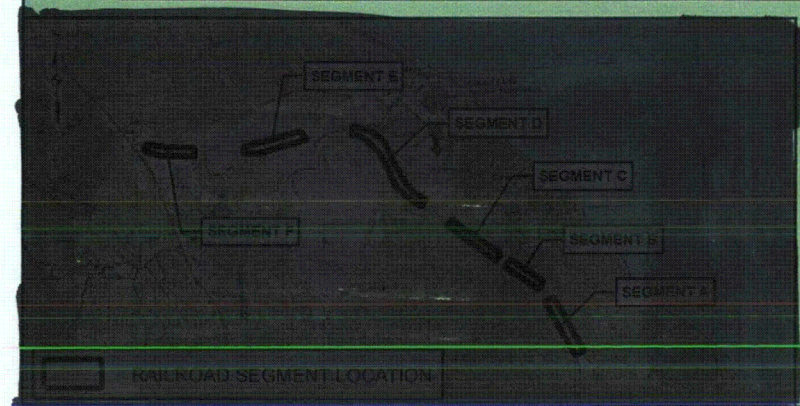 SEGMENT E
SEGMENT D
SEGMENT C
SEGMENT B
SEGMENT F
SEGMENT A
RAILROAD SEGMENT LOCATION